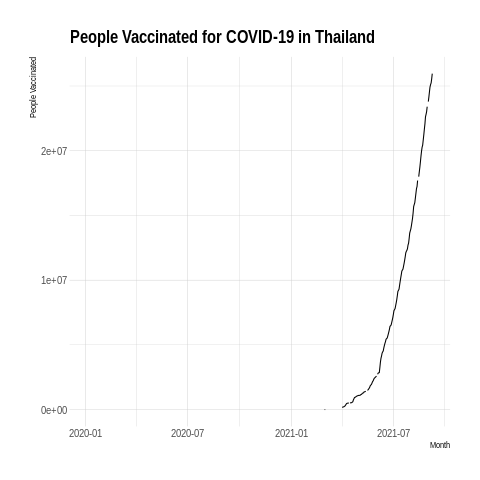 People Vaccinated for COVID-19 in Thailand
People Vaccinated
2e+07
1e+07
0e+00
2020-01 2020-07 2021-01 2021-07
Month